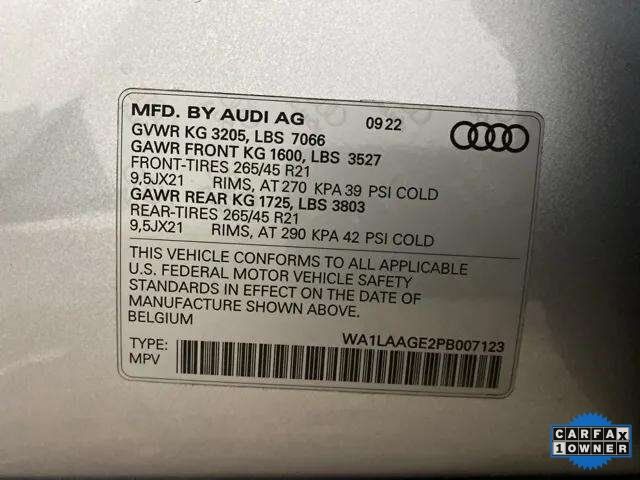 MFD. BY AUDI AG 09 22
GVWR KG 3205, LBS 7066
GAWR FRONT KG 1600, LBS 3527
FRONT-TIRES 265/45 R21
9,5JX21 RIMS, AT 270 KPA 39 PSI COLD
GAWR REAR KG 1725, LBS 3803
REAR-TIRES 265/45 R21
9,5JX21 RIMS, AT 290 KPA 42 PSI COLD
THIS VEHICLE CONFORMS TO ALL APPLICABLE
U.S. FEDERAL MOTOR VEHICLE SAFETY
STANDARDS IN EFFECT ON THE DATE OF
MANUFACTURE SHOWN ABOVE.
BELGIUM
WA1LAAGE2PB007123
TYPE:
MPV
CARFAX
1 OWNER